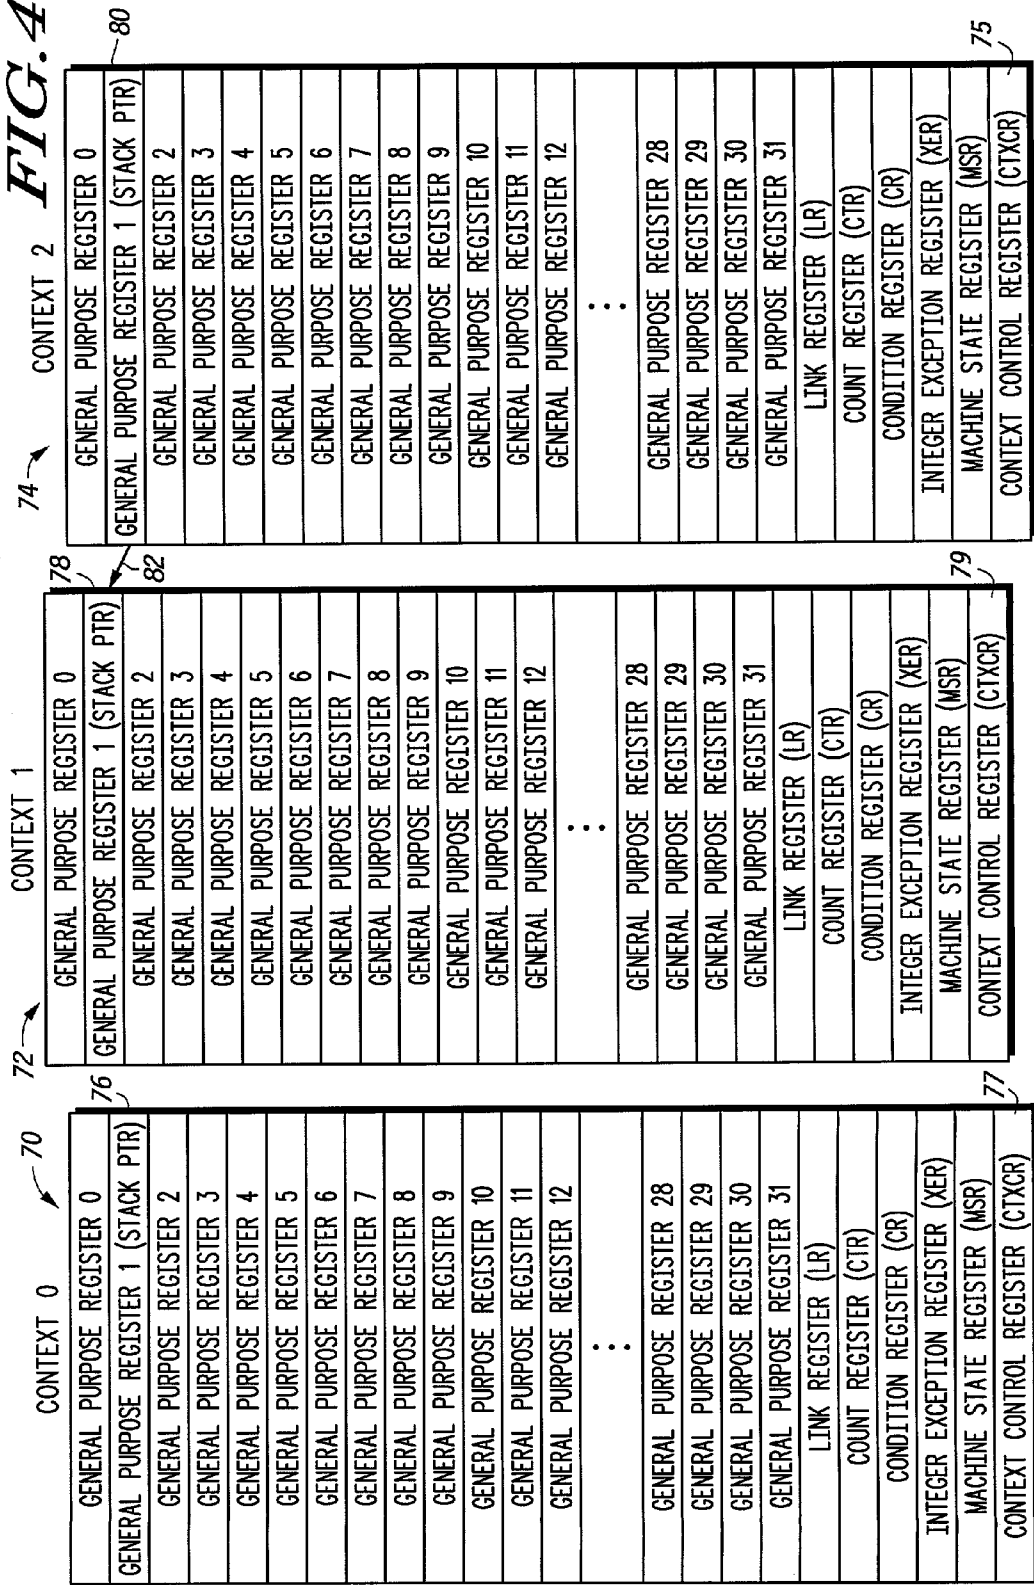 FIG.4
CONTEXT 0
70
GENERAL PURPOSE REGISTER 0
GENERAL PURPOSE REGISTER 1 (STACK PTR)
76
GENERAL PURPOSE REGISTER 2
GENERAL PURPOSE REGISTER 3
GENERAL PURPOSE REGISTER 4
GENERAL PURPOSE REGISTER 5
GENERAL PURPOSE REGISTER 6
GENERAL PURPOSE REGISTER 7
GENERAL PURPOSE REGISTER 8
GENERAL PURPOSE REGISTER 9
GENERAL PURPOSE REGISTER 10
GENERAL PURPOSE REGISTER 11
GENERAL PURPOSE REGISTER 12
...
GENERAL PURPOSE REGISTER 28
GENERAL PURPOSE REGISTER 29
GENERAL PURPOSE REGISTER 30
GENERAL PURPOSE REGISTER 31
LINK REGISTER (LR)
COUNT REGISTER (CTR)
CONDITION REGISTER (CR)
INTEGER EXCEPTION REGISTER (XER)
MACHINE STATE REGISTER (MSR)
CONTEXT CONTROL REGISTER (CTXCR)
77
CONTEXT 1
72
GENERAL PURPOSE REGISTER 0
78
GENERAL PURPOSE REGISTER 1 (STACK PTR)
82
GENERAL PURPOSE REGISTER 2
GENERAL PURPOSE REGISTER 3
GENERAL PURPOSE REGISTER 4
GENERAL PURPOSE REGISTER 5
GENERAL PURPOSE REGISTER 6
GENERAL PURPOSE REGISTER 7
GENERAL PURPOSE REGISTER 8
GENERAL PURPOSE REGISTER 9
GENERAL PURPOSE REGISTER 10
GENERAL PURPOSE REGISTER 11
GENERAL PURPOSE REGISTER 12
...
GENERAL PURPOSE REGISTER 28
GENERAL PURPOSE REGISTER 29
GENERAL PURPOSE REGISTER 30
GENERAL PURPOSE REGISTER 31
LINK REGISTER (LR)
COUNT REGISTER (CTR)
CONDITION REGISTER (CR)
INTEGER EXCEPTION REGISTER (XER)
MACHINE STATE REGISTER (MSR)
CONTEXT CONTROL REGISTER (CTXCR)
79
CONTEXT 2
74
GENERAL PURPOSE REGISTER 0
GENERAL PURPOSE REGISTER 1 (STACK PTR)
80
GENERAL PURPOSE REGISTER 2
GENERAL PURPOSE REGISTER 3
GENERAL PURPOSE REGISTER 4
GENERAL PURPOSE REGISTER 5
GENERAL PURPOSE REGISTER 6
GENERAL PURPOSE REGISTER 7
GENERAL PURPOSE REGISTER 8
GENERAL PURPOSE REGISTER 9
GENERAL PURPOSE REGISTER 10
GENERAL PURPOSE REGISTER 11
GENERAL PURPOSE REGISTER 12
...
GENERAL PURPOSE REGISTER 28
GENERAL PURPOSE REGISTER 29
GENERAL PURPOSE REGISTER 30
GENERAL PURPOSE REGISTER 31
LINK REGISTER (LR)
COUNT REGISTER (CTR)
CONDITION REGISTER (CR)
INTEGER EXCEPTION REGISTER (XER)
MACHINE STATE REGISTER (MSR)
CONTEXT CONTROL REGISTER (CTXCR)
75